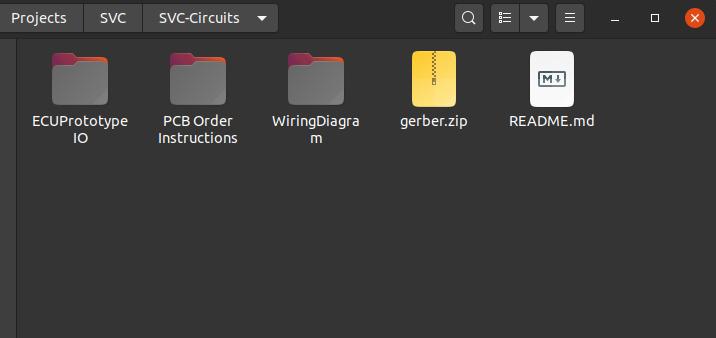 Projects
SVC
SVC-Circuits
ECUPrototype
IO
PCB Order
Instructions
WiringDiagra
m
gerber.zip
M
README.md